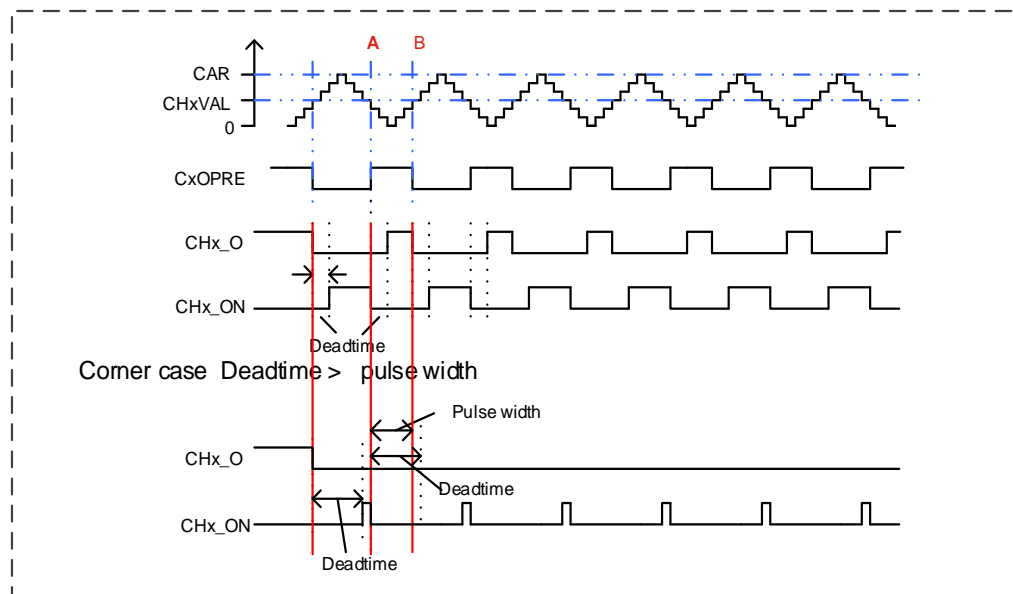 A B
CAR
CHxVAL
0
CxOPRE
CHx_O
CHx_ON
Deadtime
Corner case Deadtime > pulse width
Pulse width
CHx_O
Deadtime
CHx_ON
Deadtime